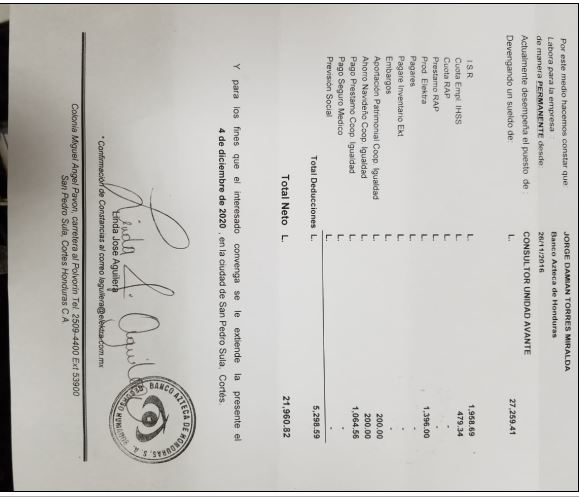 Por este medio hacemos constar que: JORGE DAMIAN TORRES MIRALDA
Labora para la empresa : Banco Azteca de Honduras
de manera PERMANENTE desde: 26/11/2016
Actualmente desempeña el puesto de : CONSULTOR UNIDAD AVANTE
Devengando un sueldo de: L. 27,259.41
I.S.R L. 1,958.69
Cuota Empl. IHSS L. 479.34
Cuota RAP L. -
Prestamo RAP L. -
Prod. Elektra L. 1,396.00
Pagares L. -
Pagare Inventario Ekt L. -
Embargos L. -
Aportación Patrimonial Coop. Igualdad L. 200.00
Ahorro Navideño Coop. Igualdad L. 200.00
Pago Prestamo Coop. Igualdad L. 1,064.56
Pago Seguro Medico L. -
Previsión Social L. -
Total Deducciones L. 5,298.59
Total Neto L. 21,960.82
Y para los fines que el interesado convenga se le extiende la presente el
4 de diciembre de 2020 , en la ciudad de San Pedro Sula, Cortés.
Linda J. Aguilera
Linda Jose Aguilera
BANCO AZTECA DE HONDURAS, S. A.
* Confirmación de Constancias al correo laguilera@elektra.com.mx
Colonia Miguel Angel Pavon, carretera al Polvorin Tel. 2509-4400 Ext 53900
San Pedro Sula, Cortes Honduras C.A.